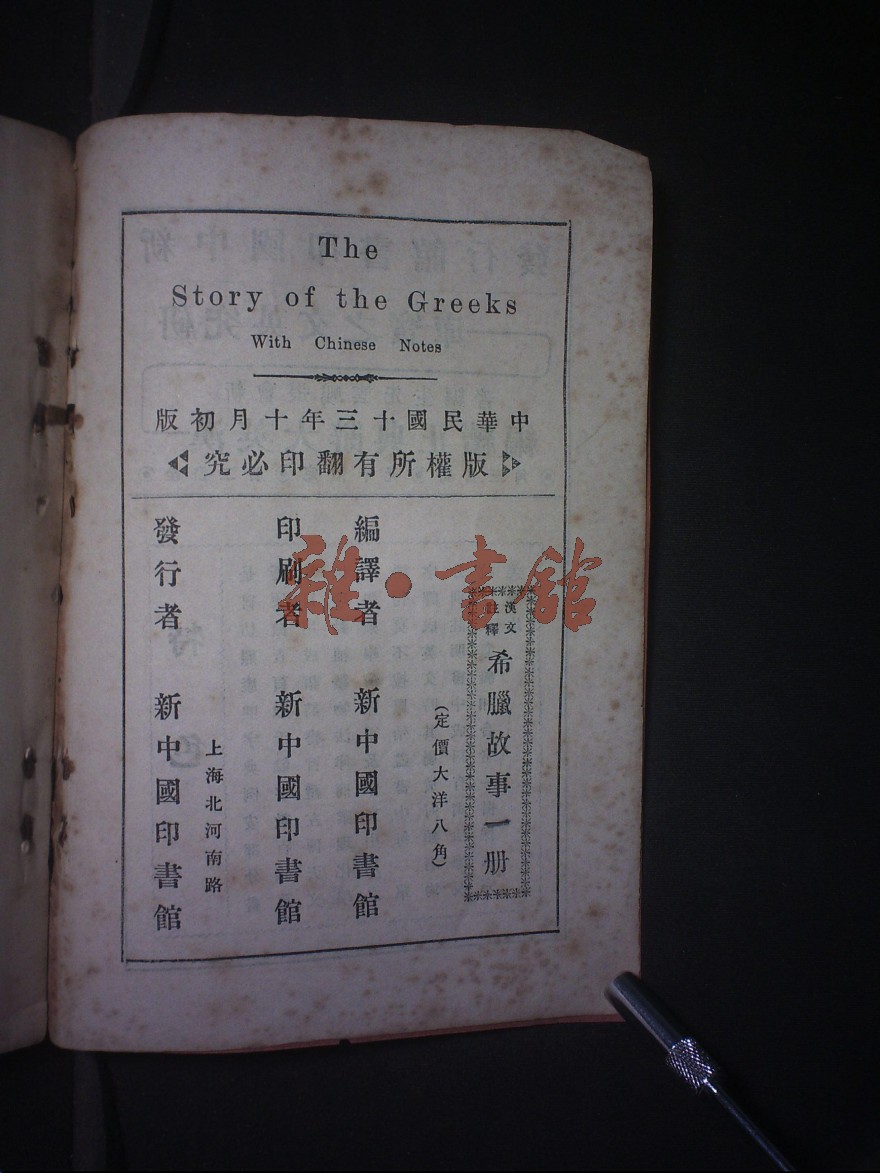 The
Story of the Greeks
With Chinese Notes
中華民國十三年十月初版
版權所有翻印必究
漢文
註釋
希臘故事一册
（定價大洋八角）
編譯者 新中國印書館
印刷者 新中國印書館
上海北河南路
發行者 新中國印書館
雜·書館